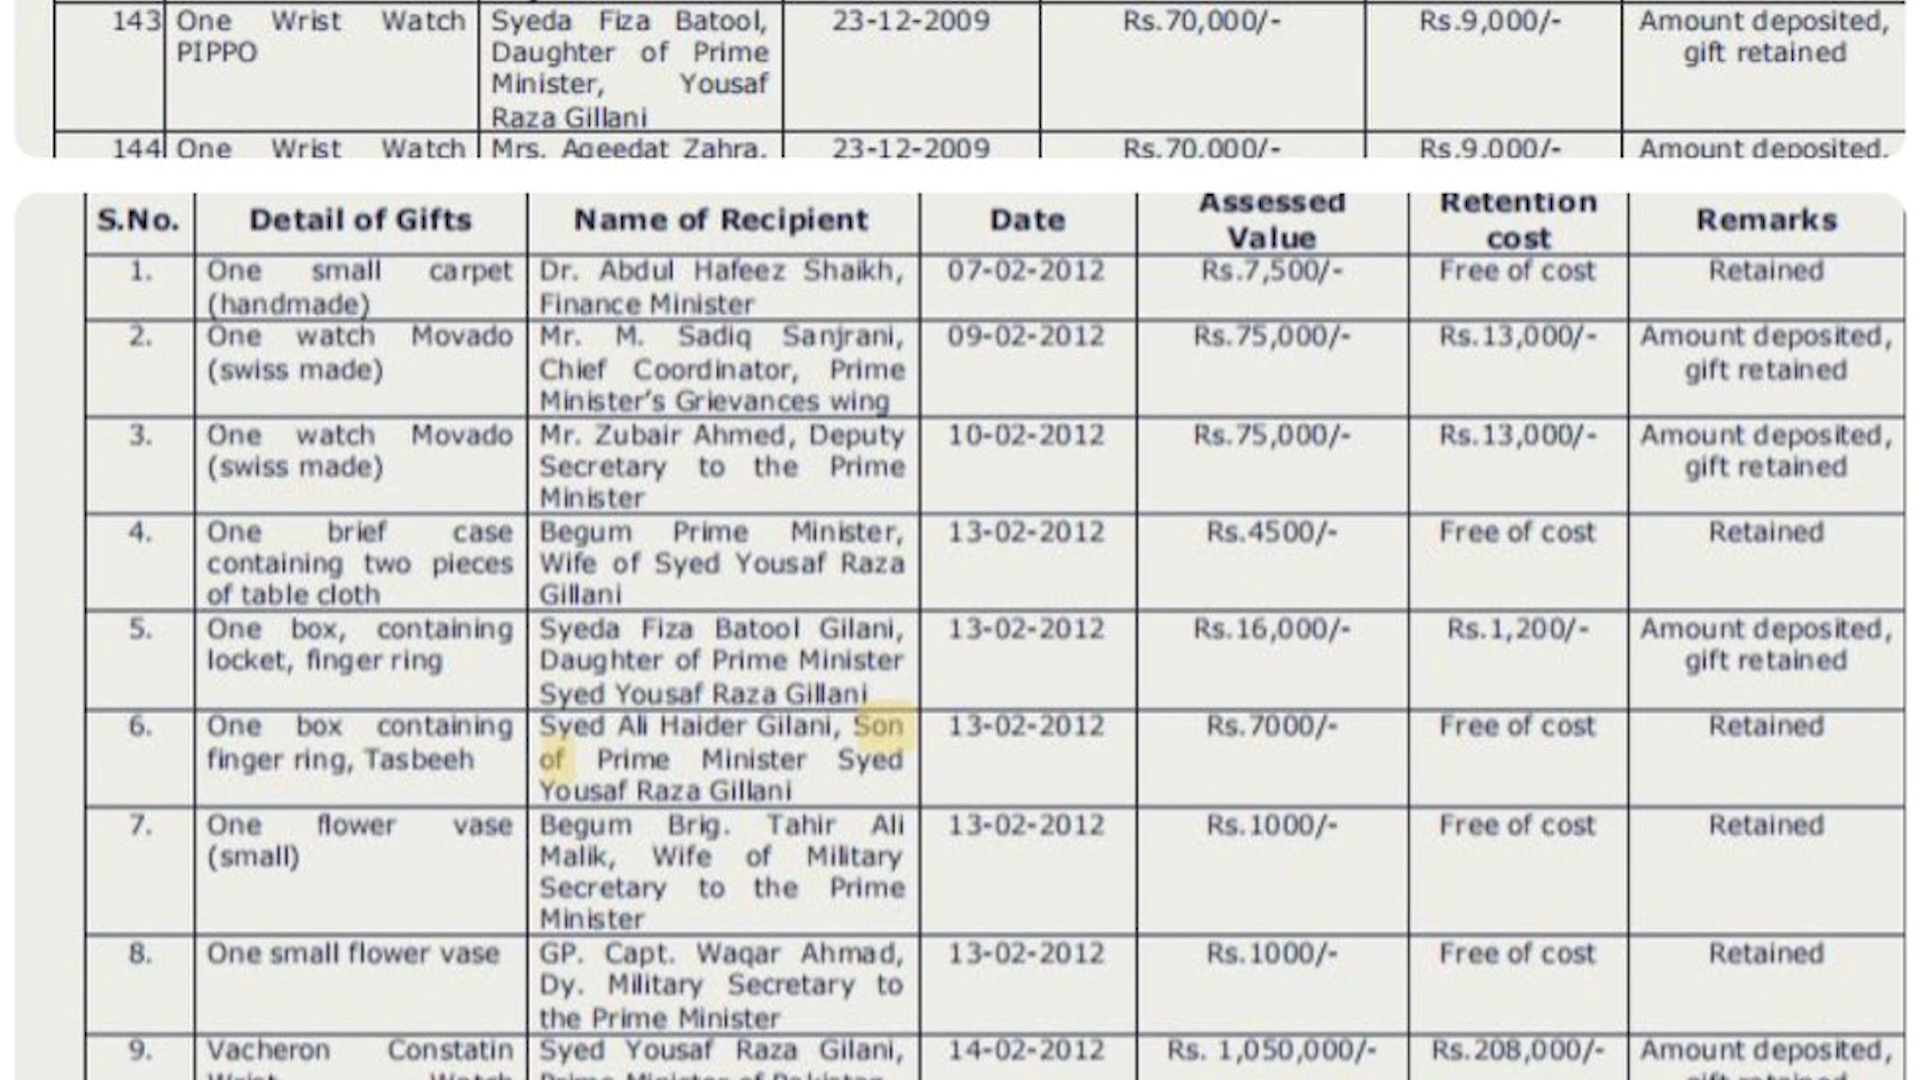 143 One Wrist Watch Syeda Fiza Batool, 23-12-2009 Rs.70,000/- Rs.9,000/- Amount deposited,
PIPPO Daughter of Prime gift retained
Minister, Yousaf
Raza Gillani
144 One Wrist Watch Mrs. Aqeedat Zahra, 23-12-2009 Rs.70,000/- Rs.9,000/- Amount deposited,
S.No. Detail of Gifts Name of Recipient Date Assessed Value Retention cost Remarks
1. One small carpet Dr. Abdul Hafeez Shaikh, 07-02-2012 Rs.7,500/- Free of cost Retained
(handmade) Finance Minister
2. One watch Movado Mr. M. Sadiq Sanjrani, 09-02-2012 Rs.75,000/- Rs.13,000/- Amount deposited,
(swiss made) Chief Coordinator, Prime gift retained
Minister's Grievances wing
3. One watch Movado Mr. Zubair Ahmed, Deputy 10-02-2012 Rs.75,000/- Rs.13,000/- Amount deposited,
(swiss made) Secretary to the Prime gift retained
Minister
4. One brief case Begum Prime Minister, 13-02-2012 Rs.4500/- Free of cost Retained
containing two pieces Wife of Syed Yousaf Raza
of table cloth Gillani
5. One box, containing Syeda Fiza Batool Gilani, 13-02-2012 Rs.16,000/- Rs.1,200/- Amount deposited,
locket, finger ring Daughter of Prime Minister gift retained
Syed Yousaf Raza Gillani
6. One box containing Syed Ali Haider Gilani, Son 13-02-2012 Rs.7000/- Free of cost Retained
finger ring, Tasbeeh of Prime Minister Syed
Yousaf Raza Gillani
7. One flower vase Begum Brig. Tahir Ali 13-02-2012 Rs.1000/- Free of cost Retained
(small) Malik, Wife of Military
Secretary to the Prime
Minister
8. One small flower vase GP. Capt. Waqar Ahmad, 13-02-2012 Rs.1000/- Free of cost Retained
Dy. Military Secretary to
the Prime Minister
9. Vacheron Constatin Syed Yousaf Raza Gilani, 14-02-2012 Rs. 1,050,000/- Rs.208,000/- Amount deposited,
Wrist Watch Prime Minister of Pakistan gift retained